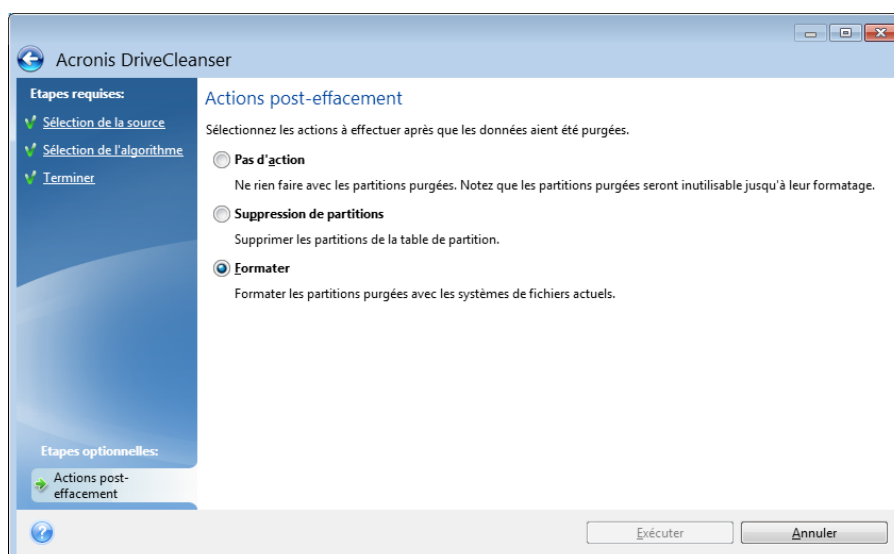 Acronis DriveCleanser
Etapes requises:
Sélection de la source
Sélection de l'algorithme
Terminer
Actions post-effacement
Sélectionnez les actions à effectuer après que les données aient été purgées.
Pas d'action
Ne rien faire avec les partitions purgées. Notez que les partitions purgées seront inutilisable jusqu'à leur formatage.
Suppression de partitions
Supprimer les partitions de la table de partition.
Formater
Formater les partitions purgées avec les systèmes de fichiers actuels.
Etapes optionnelles:
Actions post-
effacement
Exécuter
Annuler